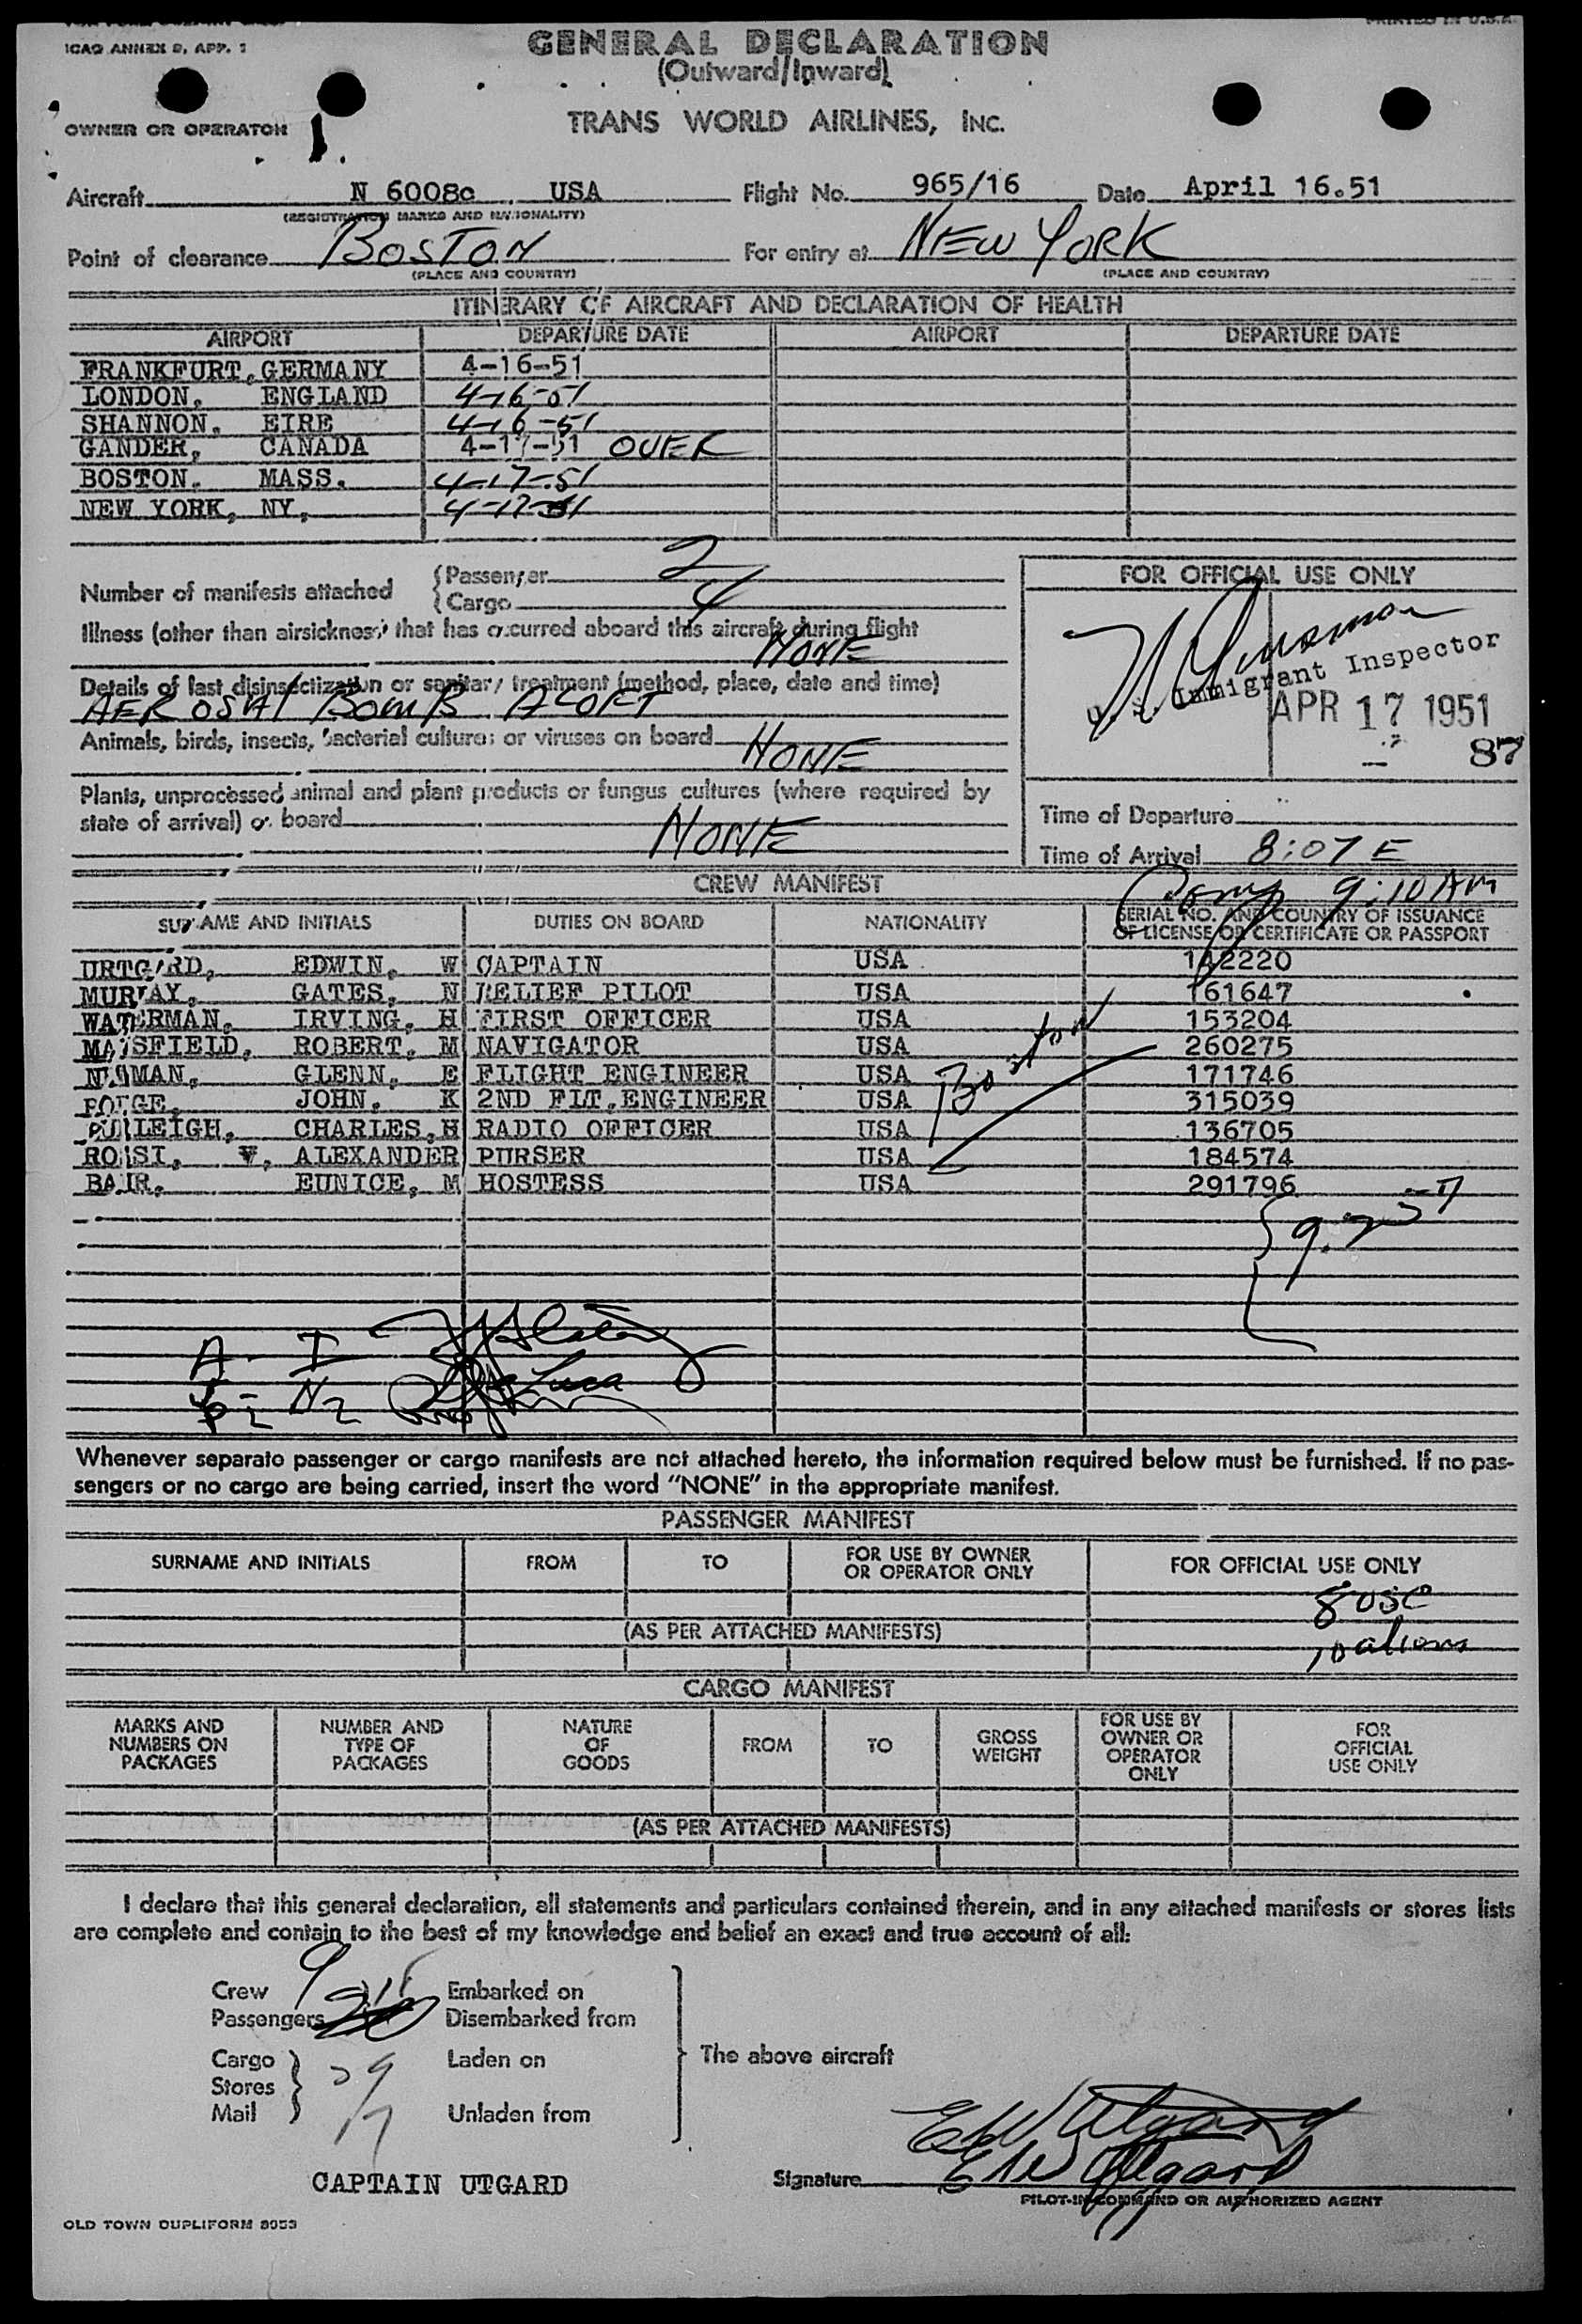 ICAO ANNEX 9, APP. 1
PRINTED IN U.S.A.
GENERAL DECLARATION
(Outward/Inward)
OWNER OR OPERATOR
TRANS WORLD AIRLINES, INC.
Aircraft N 6008c USA Flight No. 965/16 Date April 16.51
(REGISTRATION MARKS AND NATIONALITY)
Point of clearance BOSTON For entry at NEW YORK
(PLACE AND COUNTRY) (PLACE AND COUNTRY)
ITINERARY OF AIRCRAFT AND DECLARATION OF HEALTH
AIRPORT DEPARTURE DATE AIRPORT DEPARTURE DATE
FRANKFURT, GERMANY 4-16-51
LONDON, ENGLAND 4-16-51
SHANNON, EIRE 4-16-51
GANDER, CANADA 4-17-51 OVER
BOSTON. MASS. 4-17-51
NEW YORK, NY, 4-17-51
Number of manifests attached
Passenger 2
Cargo 4
Illness (other than airsickness) that has occurred aboard this aircraft during flight
NONE
Details of last disinsectization or sanitary treatment (method, place, date and time)
AEROSAL BOMB ALOFT
Animals, birds, insects, bacterial cultures or viruses on board NONE
Plants, unprocessed animal and plant products or fungus cultures (where required by
state of arrival) on board NONE
FOR OFFICIAL USE ONLY
U. S. Immigrant Inspector
APR 17 1951
87
Time of Departure
Time of Arrival 8:07 E
9:10 AM
CREW MANIFEST
SURNAME AND INITIALS DUTIES ON BOARD NATIONALITY SERIAL NO. AND COUNTRY OF ISSUANCE
OF LICENSE OR CERTIFICATE OR PASSPORT
URTGARD, EDWIN, W CAPTAIN USA 142220
MURRAY, GATES, N RELIEF PILOT USA 161647
WATERMAN, IRVING, H FIRST OFFICER USA 153204
MANSFIELD, ROBERT, M NAVIGATOR USA 260275
GLENN, E FLIGHT ENGINEER USA 171746
JOHN, K 2ND FLT.ENGINEER USA 315039
CHARLES,H RADIO OFFICER USA 136705
ROSSI, V, ALEXANDER PURSER USA 184574
BAIR, EUNICE, M HOSTESS USA 291796
Boston
Whenever separate passenger or cargo manifests are not attached hereto, the information required below must be furnished. If no pas-
sengers or no cargo are being carried, insert the word "NONE" in the appropriate manifest.
PASSENGER MANIFEST
SURNAME AND INITIALS FROM TO FOR USE BY OWNER
OR OPERATOR ONLY FOR OFFICIAL USE ONLY
8 USC
(AS PER ATTACHED MANIFESTS)
10 aliens
CARGO MANIFEST
MARKS AND
NUMBERS ON
PACKAGES
NUMBER AND
TYPE OF
PACKAGES
NATURE
OF
GOODS
FROM
TO
GROSS
WEIGHT
FOR USE BY
OWNER OR
OPERATOR
ONLY
FOR
OFFICIAL
USE ONLY
(AS PER ATTACHED MANIFESTS)
I declare that this general declaration, all statements and particulars contained therein, and in any attached manifests or stores lists
are complete and contain to the best of my knowledge and belief an exact and true account of all:
Crew 9 Embarked on
Passengers Disembarked from
Cargo Laden on
The above aircraft
Stores
Mail Unladen from
EW Utgard
CAPTAIN UTGARD Signature EW Utgard
PILOT-IN-COMMAND OR AUTHORIZED AGENT
OLD TOWN DUPLIFORM 8053